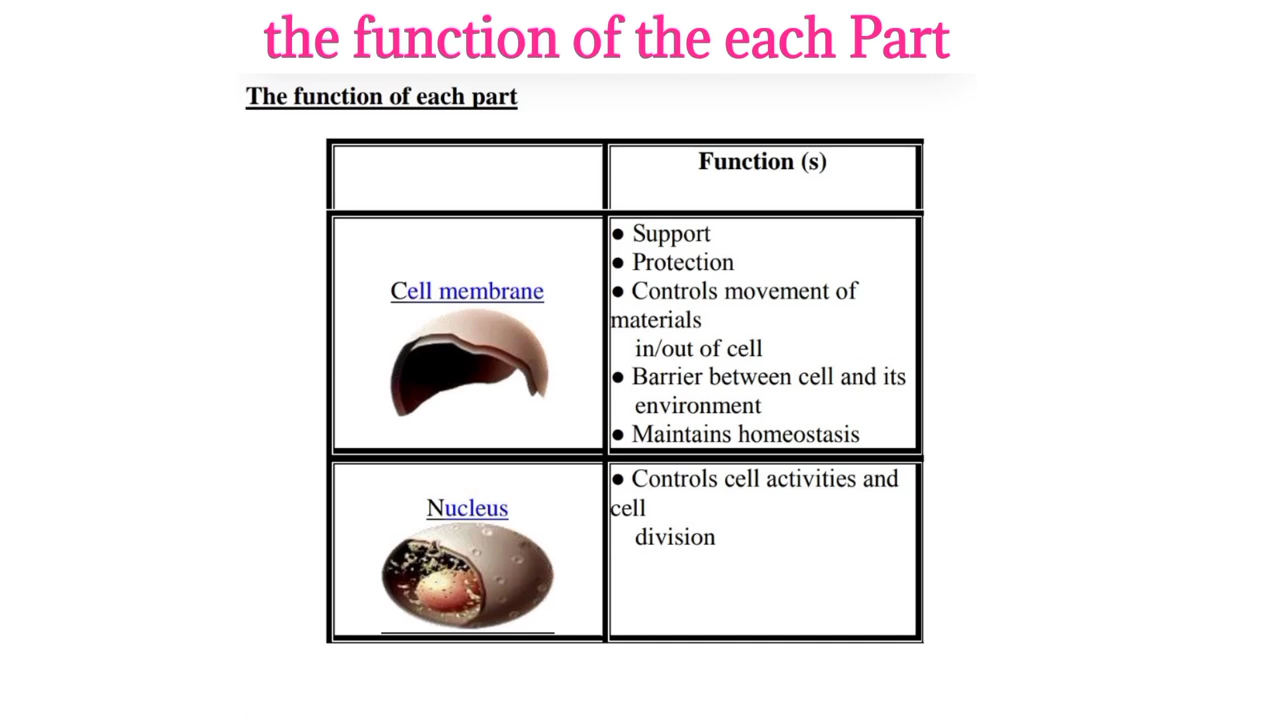 the function of the each Part
The function of each part
Function (s)
Cell membrane
● Support
● Protection
● Controls movement of
materials
in/out of cell
● Barrier between cell and its
environment
● Maintains homeostasis
Nucleus
● Controls cell activities and
cell
division